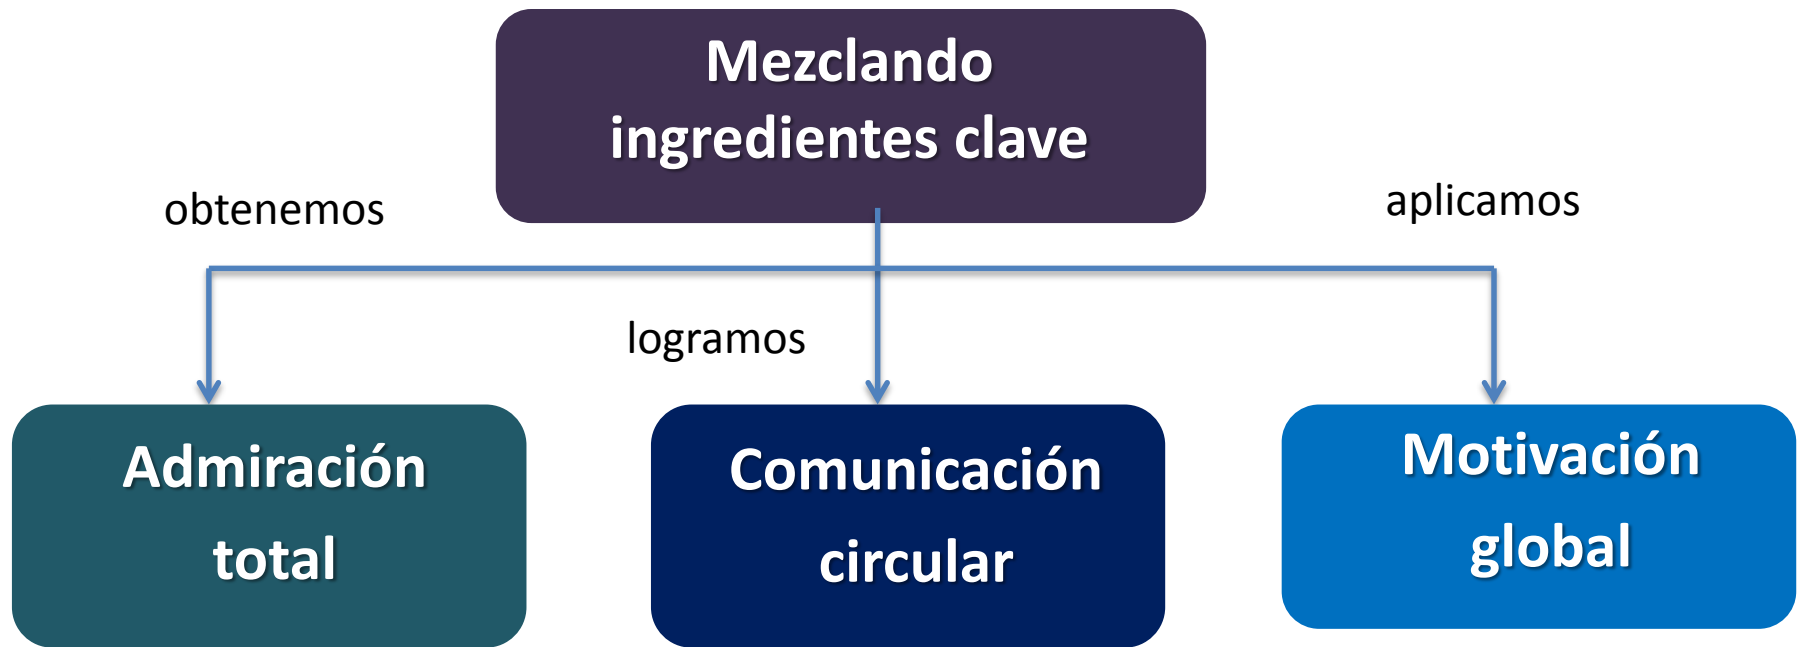 Mezclando
ingredientes clave
obtenemos
aplicamos
logramos
Admiración
total
Comunicación
circular
Motivación
global